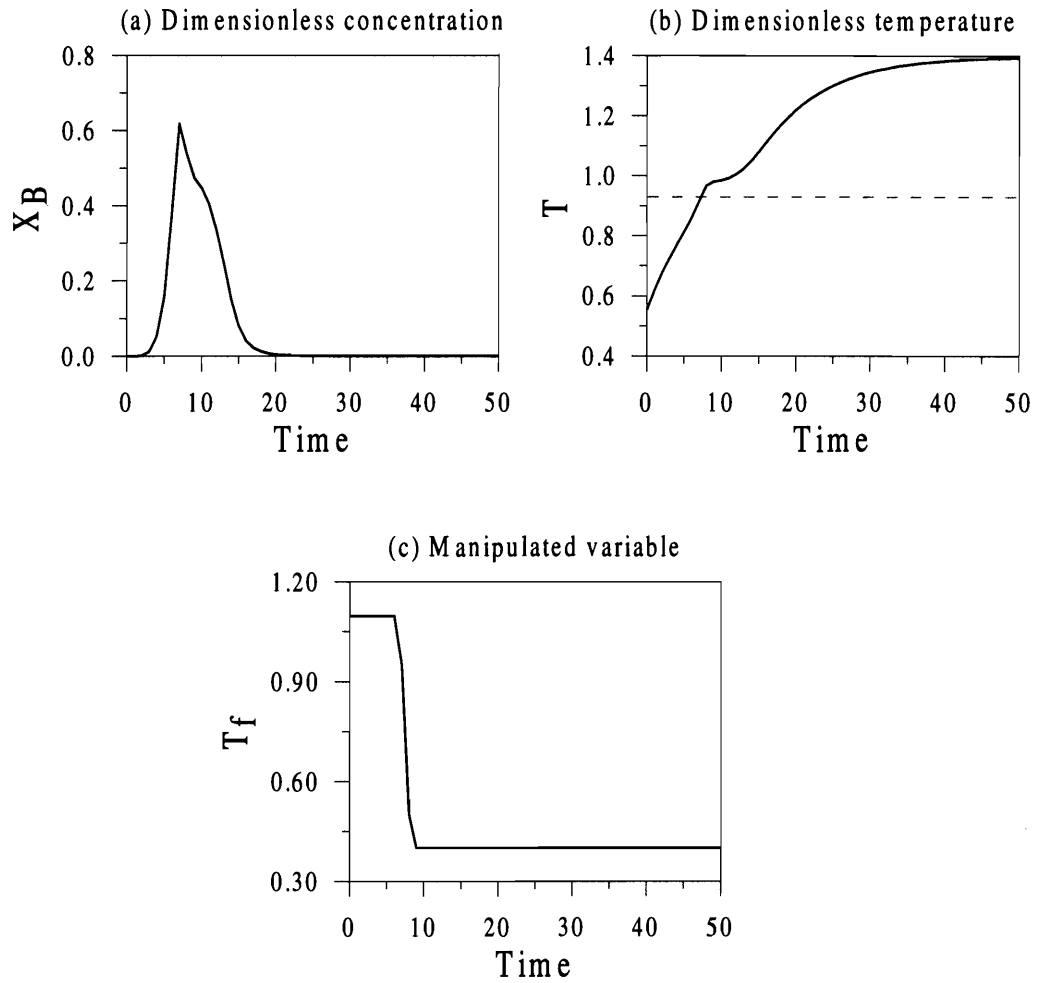 (a) Dimensionless concentration
0.8
0.6
0.4
0.2
0.0
X_B
0 10 20 30 40 50
Time
(b) Dimensionless temperature
1.4
1.2
1.0
0.8
0.6
0.4
T
0 10 20 30 40 50
Time
(c) Manipulated variable
1.20
0.90
0.60
0.30
T_f
0 10 20 30 40 50
Time